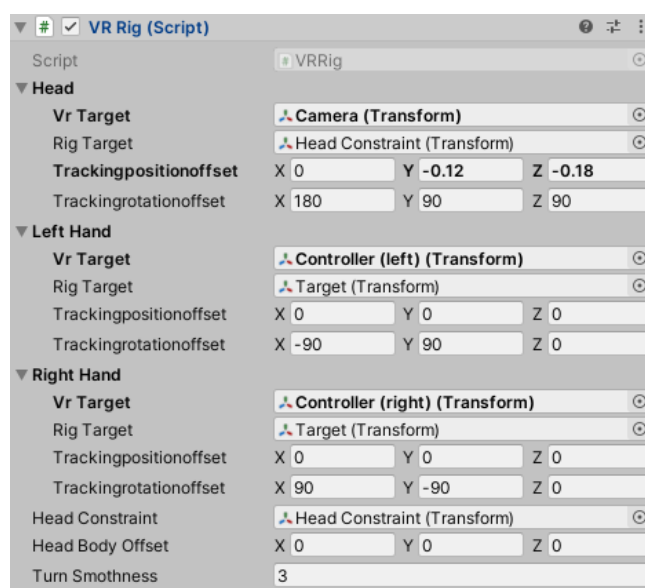 # VR Rig (Script)
Script # VRRig
Head
Vr Target Camera (Transform)
Rig Target Head Constraint (Transform)
Trackingpositionoffset X 0 Y -0.12 Z -0.18
Trackingrotationoffset X 180 Y 90 Z 90
Left Hand
Vr Target Controller (left) (Transform)
Rig Target Target (Transform)
Trackingpositionoffset X 0 Y 0 Z 0
Trackingrotationoffset X -90 Y 90 Z 0
Right Hand
Vr Target Controller (right) (Transform)
Rig Target Target (Transform)
Trackingpositionoffset X 0 Y 0 Z 0
Trackingrotationoffset X 90 Y -90 Z 0
Head Constraint Head Constraint (Transform)
Head Body Offset X 0 Y 0 Z 0
Turn Smothness 3